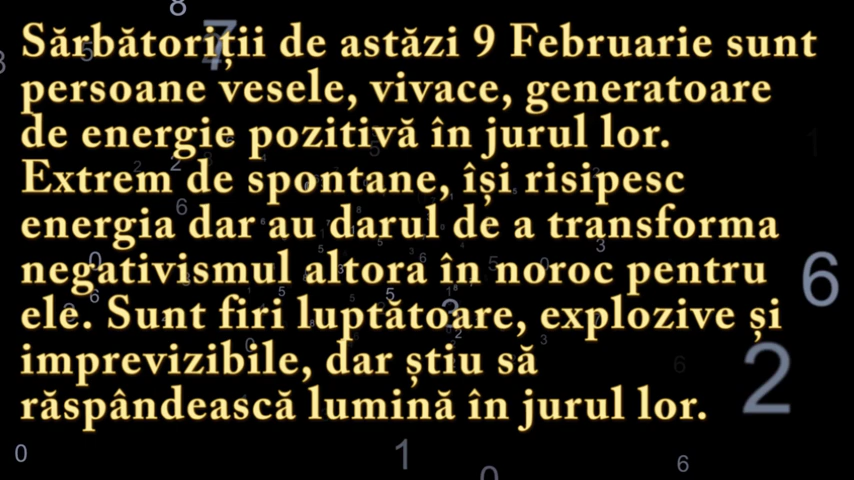 Sărbătoriții de astăzi 9 Februarie sunt
persoane vesele, vivace, generatoare
de energie pozitivă în jurul lor.
Extrem de spontane, își risipesc
energia dar au darul de a transforma
negativismul altora în noroc pentru
ele. Sunt firi luptătoare, explozive și
imprevizibile, dar știu să
răspândească lumină în jurul lor.